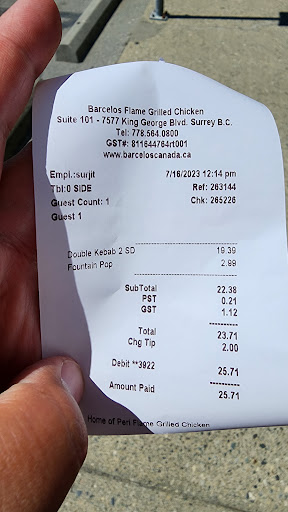 Barcelos Flame Grilled Chicken
Suite 101 - 7577 King George Blvd. Surrey B.C.
Tel: 778.564.0800
GST#: 811644764rt001
www.barceloscanada.ca
Empl.:surjit 7/16/2023 12:14 pm
Tbl:0 SIDE Ref: 263144
Guest Count: 1 Chk: 265226
Guest 1
Double Kebab 2 SD 19.39
Fountain Pop 2.99
SubTotal 22.38
PST 0.21
GST 1.12
Total 23.71
Chg Tip 2.00
Debit **3922 25.71
Amount Paid 25.71
Home of Peri Flame Grilled Chicken